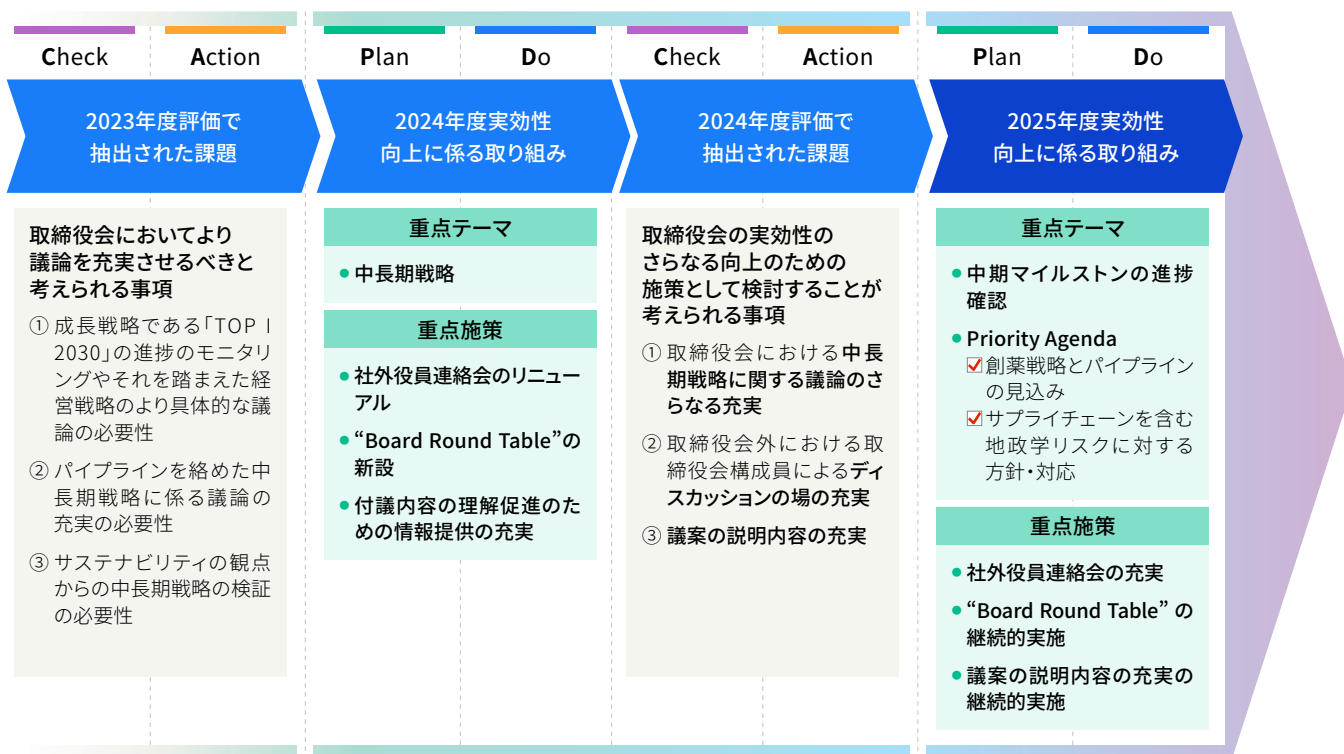 Check
Action
Plan
Do
Check
Action
Plan
Do
2023年度評価で
抽出された課題
2024年度実効性
向上に係る取り組み
2024年度評価で
抽出された課題
2025年度実効性
向上に係る取り組み
取締役会においてより
議論を充実させるべきと
考えられる事項
① 成長戦略である「TOP I
2030」の進捗のモニタリ
ングやそれを踏まえた経
営戦略のより具体的な議
論の必要性
② パイプラインを絡めた中
長期戦略に係る議論の
充実の必要性
③ サステナビリティの観点
からの中長期戦略の検証
の必要性
重点テーマ
● 中長期戦略
重点施策
● 社外役員連絡会のリニュー
アル
● “Board Round Table”の
新設
● 付議内容の理解促進のた
めの情報提供の充実
取締役会の実効性の
さらなる向上のための
施策として検討することが
考えられる事項
① 取締役会における中長
期戦略に関する議論のさ
らなる充実
② 取締役会外における取
締役会構成員によるディ
スカッションの場の充実
③ 議案の説明内容の充実
重点テーマ
● 中期マイルストンの進捗
確認
● Priority Agenda
☑ 創薬戦略とパイプライン
の見込み
☑ サプライチェーンを含む
地政学リスクに対する
方針・対応
重点施策
● 社外役員連絡会の充実
● “Board Round Table” の
継続的実施
● 議案の説明内容の充実の
継続的実施